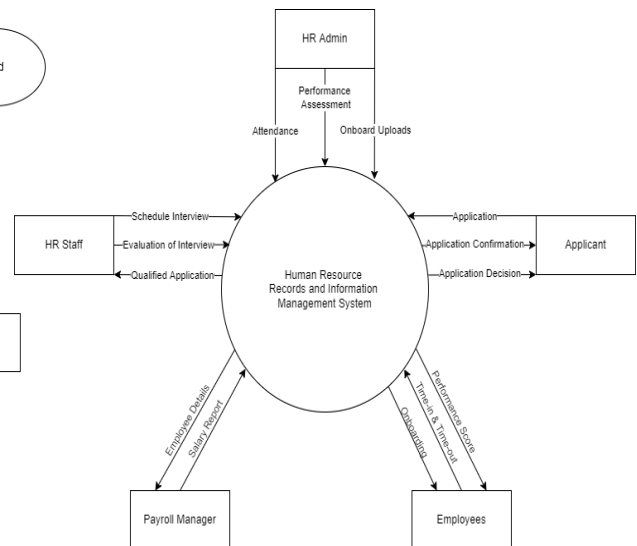 HR Admin
d
Performance
Assessment
Attendance
Onboard Uploads
Schedule Interview
Application
HR Staff
Evaluation of Interview
Application Confirmation
Applicant
Qualified Application
Application Decision
Human Resource
Records and Information
Management System
Employee Details
Salary Report
Onboarding
Time-in & Time-out
Performance Score
Payroll Manager
Employees